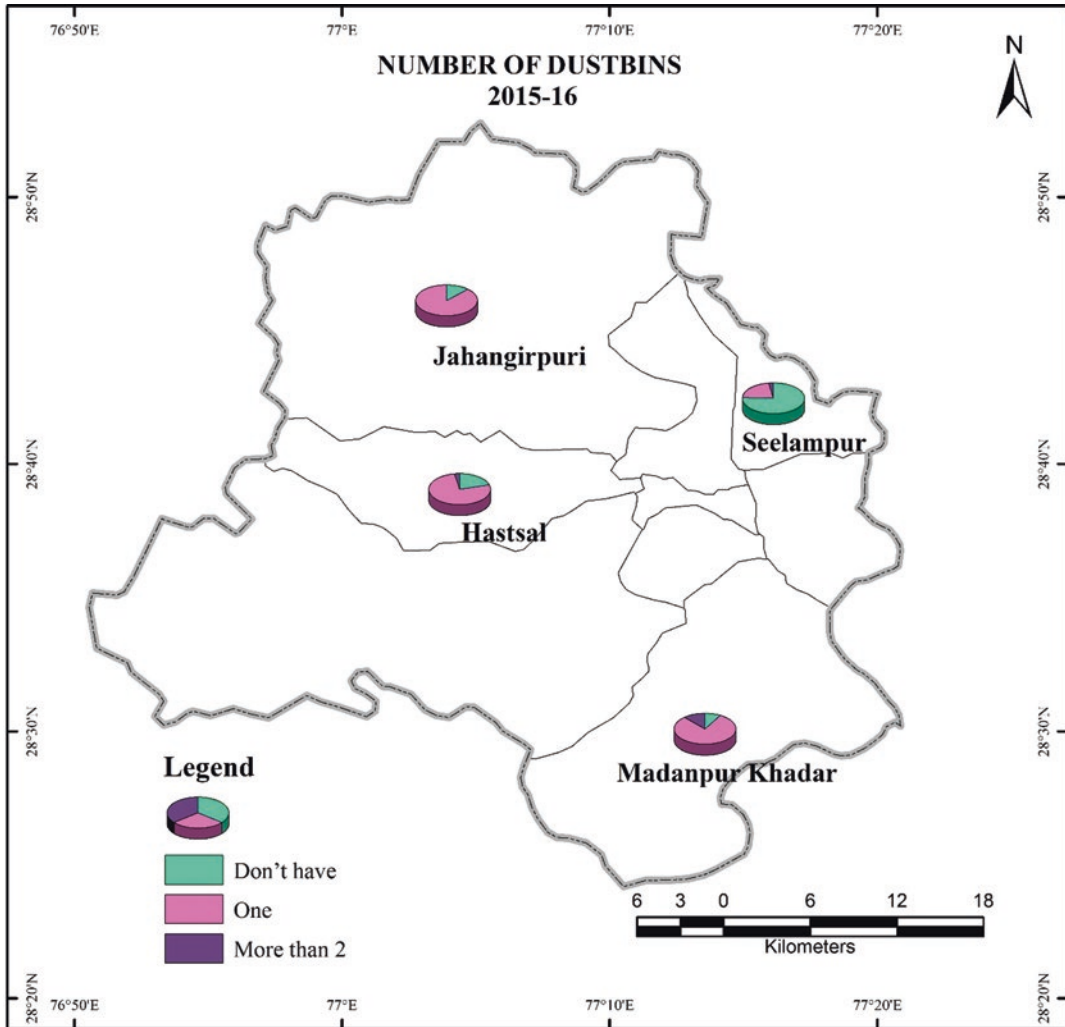 76°50'E 77°E 77°10'E 77°20'E
NUMBER OF DUSTBINS
2015-16
N
28°50'N 28°50'N
Jahangirpuri
Seelampur
28°40'N 28°40'N
Hastsal
28°30'N 28°30'N
Madanpur Khadar
Legend
Don't have
One
More than 2
6 3 0 6 12 18
Kilometers
28°20'N 28°20'N
76°50'E 77°E 77°10'E 77°20'E